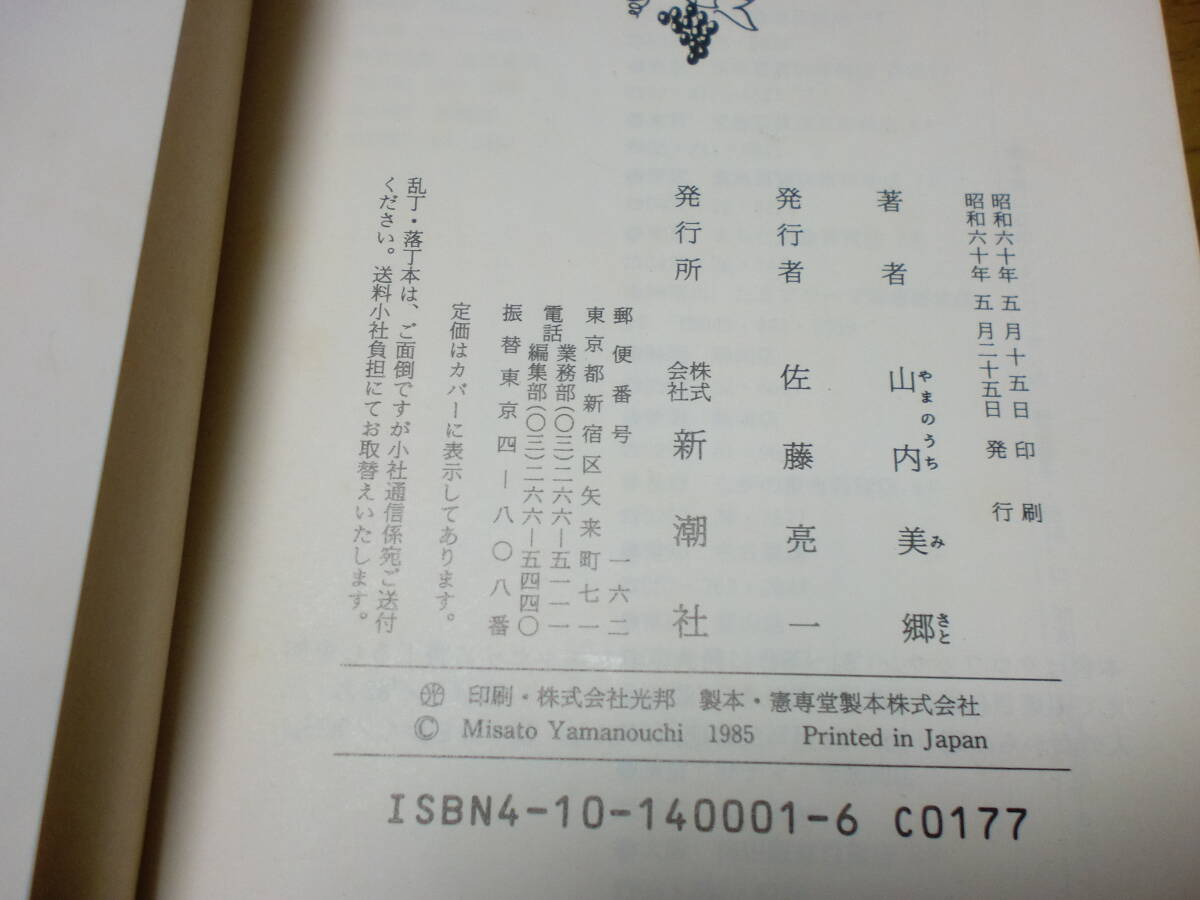 昭和六十年 五 月十五日 印 刷
昭和六十年 五 月二十五日 発 行
著者 山内美郷
やまのうち み さと
発行者 佐藤亮一
発行所 株式会社 新潮社
郵便番号 一六二
東京都新宿区矢来町七一
電話 業務部(〇三)二六六―五一一一
編集部(〇三)二六六―五四四〇
振替東京四―八〇八番
定価はカバーに表示してあります。
乱丁・落丁本は、ご面倒ですが小社通信係宛ご送付
ください。送料小社負担にてお取替えいたします。
印刷・株式会社光邦 製本・憲専堂製本株式会社
© Misato Yamanouchi 1985 Printed in Japan
ISBN4-10-140001-6 C0177